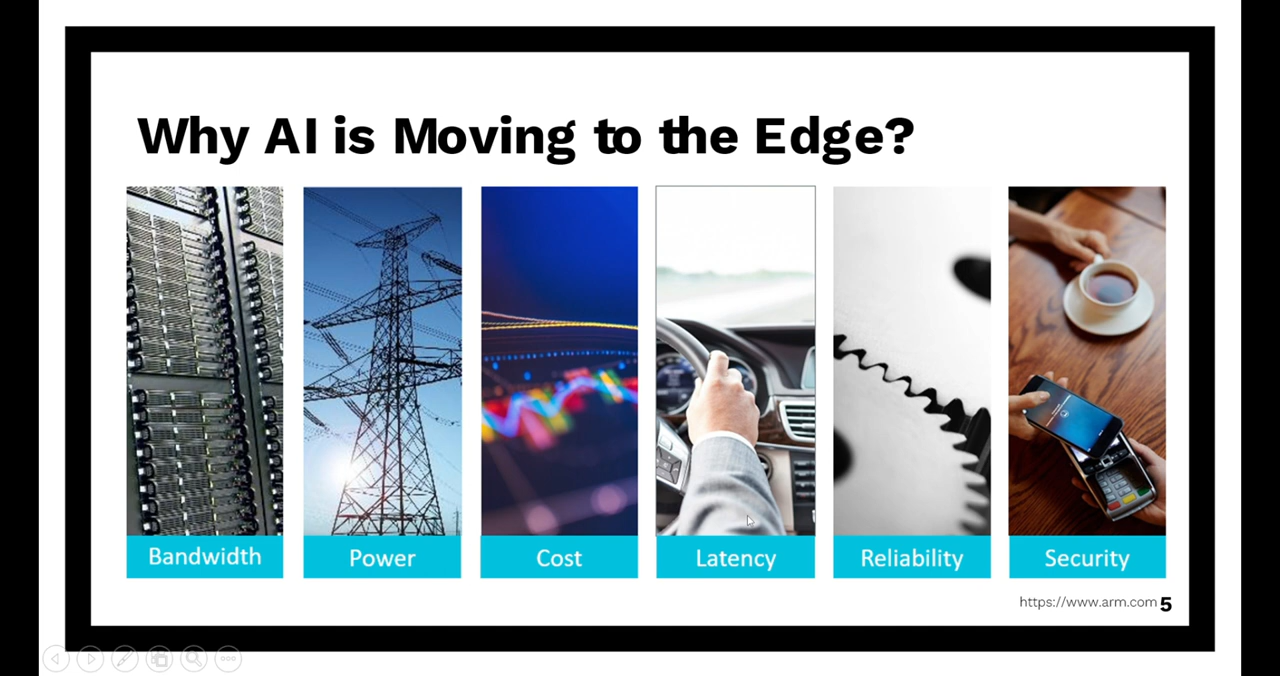 Why AI is Moving to the Edge?
Bandwidth
Power
Cost
Latency
Reliability
Security
https://www.arm.com 5